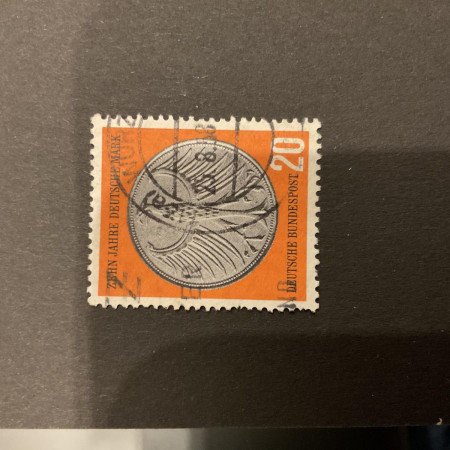 ZEHN JAHRE DEUTSCHE MARK
20
DEUTSCHE BUNDESPOST